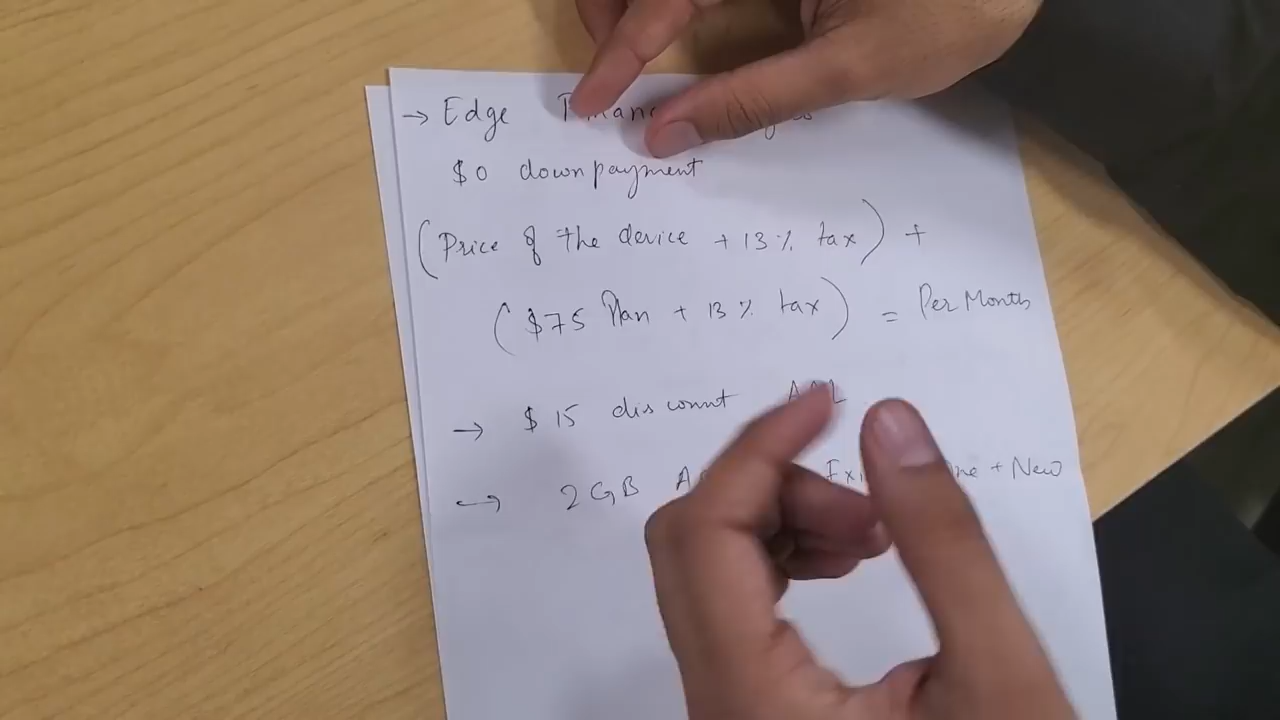 → Edge
$0 downpayment
(Price of the device + 13% tax) +
($75 Plan + 13% tax) = Per Month
→ $15 discount
→ 2GB + New